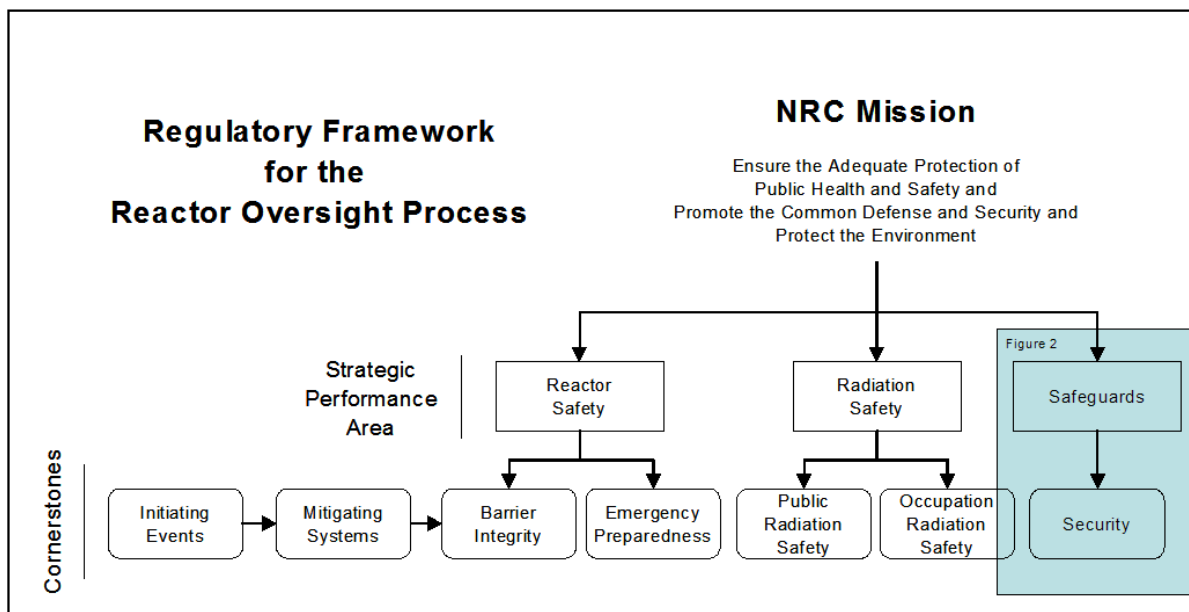 Regulatory Framework
for the
Reactor Oversight Process
NRC Mission
Ensure the Adequate Protection of
Public Health and Safety and
Promote the Common Defense and Security and
Protect the Environment
Figure 2
Strategic
Performance
Area
Reactor
Safety
Radiation
Safety
Safeguards
Cornerstones
Initiating
Events
Mitigating
Systems
Barrier
Integrity
Emergency
Preparedness
Public
Radiation
Safety
Occupation
Radiation
Safety
Security